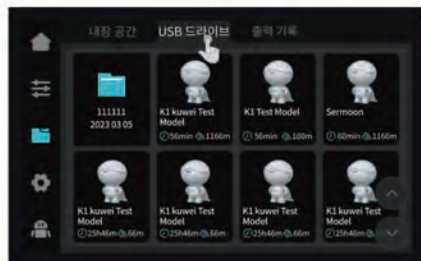 내장 공간 USB 드라이브 출력 기록
111111
2023 03 05
K1 kuwei Test
Model
56min 1166m
K1 Test Model
56min 100m
Sermoon
60min 1166m
K1 kuwei Test
Model
25h46m 66m
K1 kuwei Test
Model
25h46m 66m
K1 kuwei Test
Model
25h46m 66m
K1 kuwei Test
Model
25h46m 66m